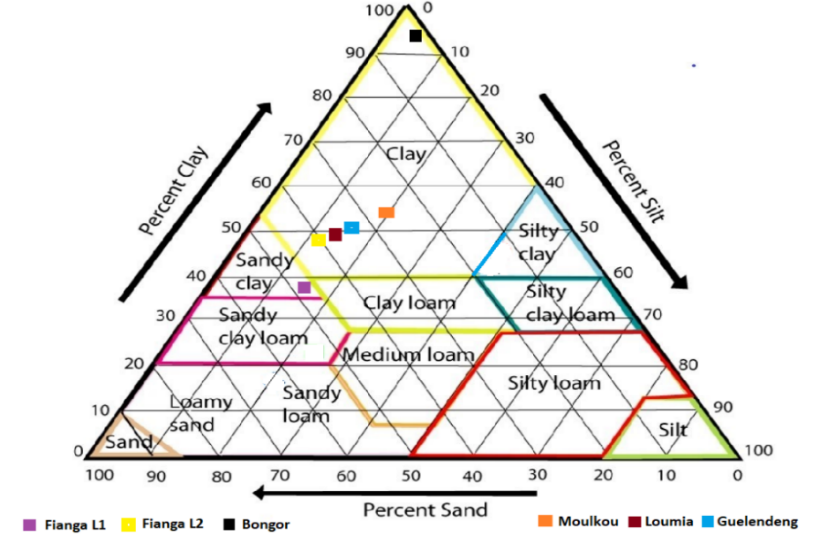 100 0
90 10
80 20
70 30
Clay
60 40
50 50
Silty
clay
Sandy
clay
40 60
Silty
clay loam
Clay loam
30 70
Sandy
clay loam
Medium loam
20 80
Silty loam
Sandy
loam
Loamy
sand
10 90
Sand
Silt
0 100
100 90 80 70 60 50 40 30 20 10 0
Percent Clay
Percent Silt
Percent Sand
Fianga L1 Fianga L2 Bongor Moulkou Loumia Guelendeng